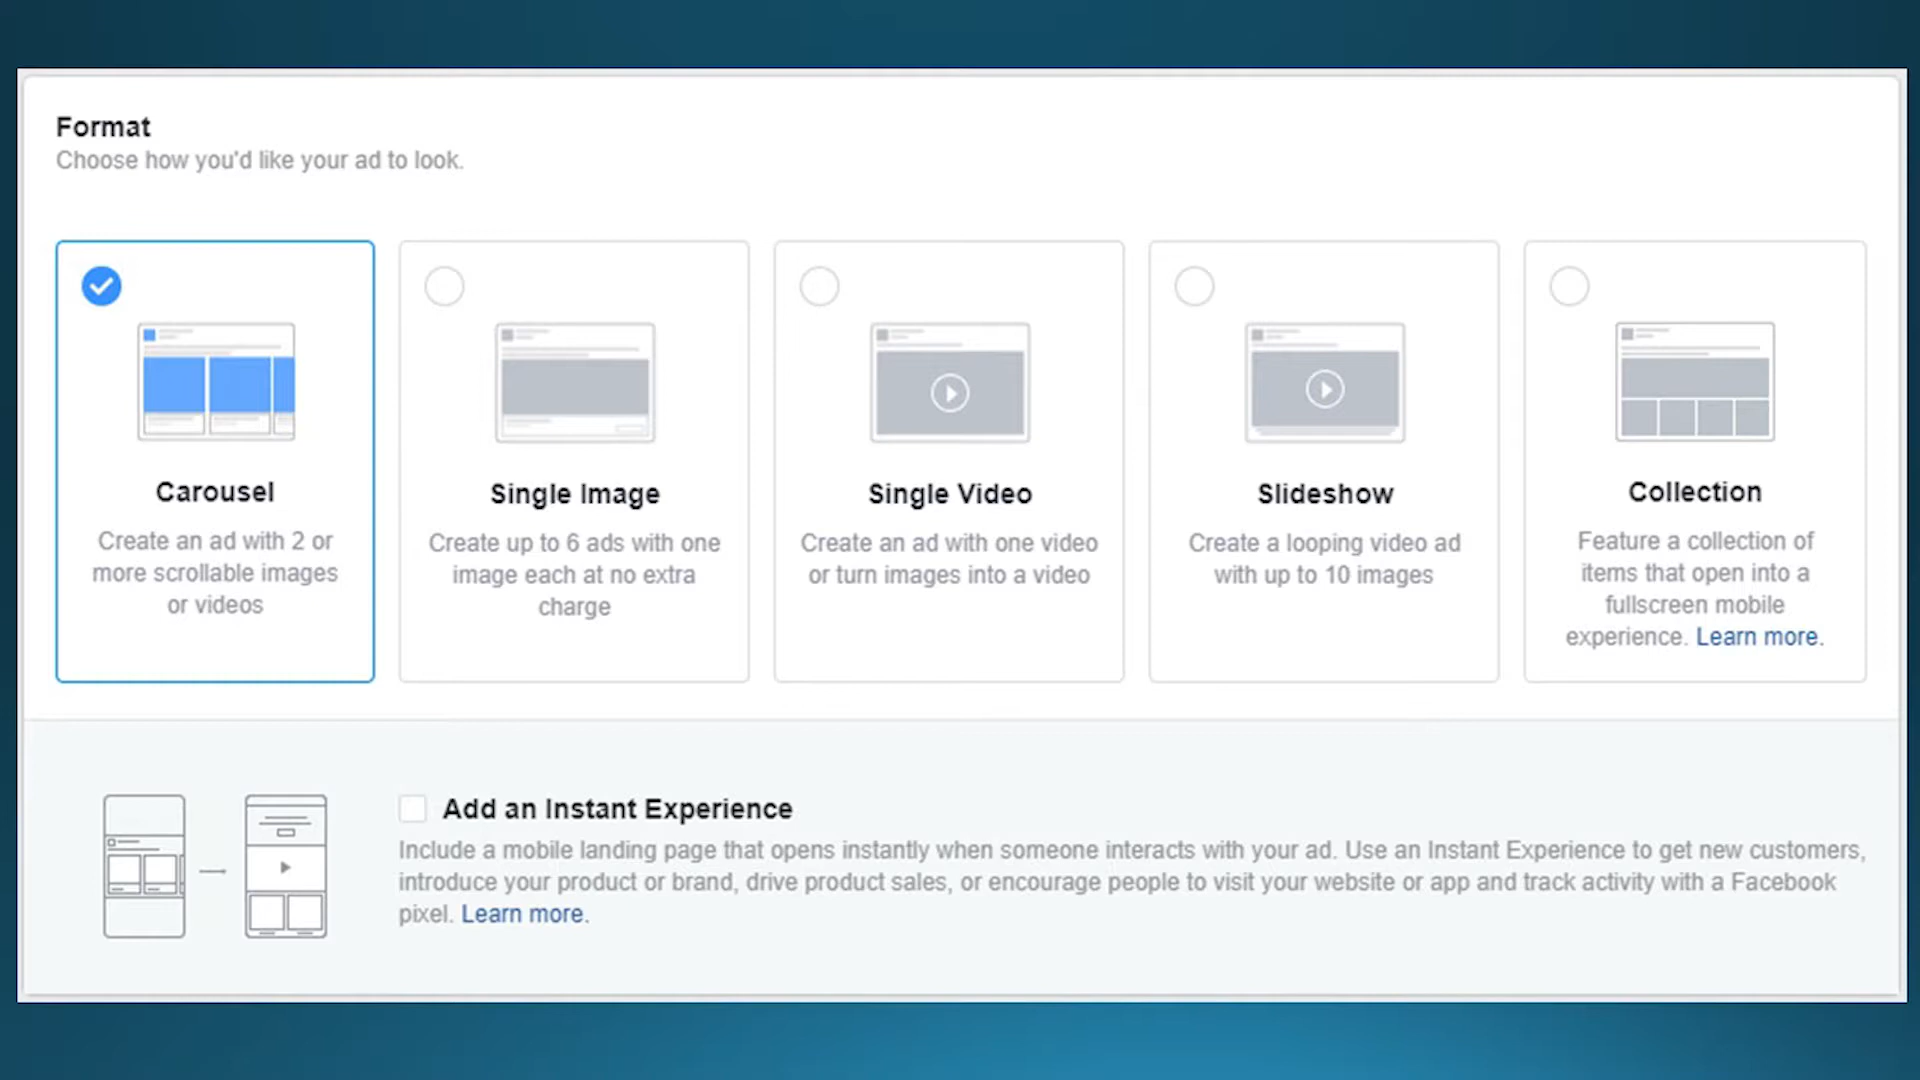 Format
Choose how you'd like your ad to look.
Carousel
Create an ad with 2 or
more scrollable images
or videos
Single Image
Create up to 6 ads with one
image each at no extra
charge
Single Video
Create an ad with one video
or turn images into a video
Slideshow
Create a looping video ad
with up to 10 images
Collection
Feature a collection of
items that open into a
fullscreen mobile
experience. Learn more.
Add an Instant Experience
Include a mobile landing page that opens instantly when someone interacts with your ad. Use an Instant Experience to get new customers,
introduce your product or brand, drive product sales, or encourage people to visit your website or app and track activity with a Facebook
pixel. Learn more.